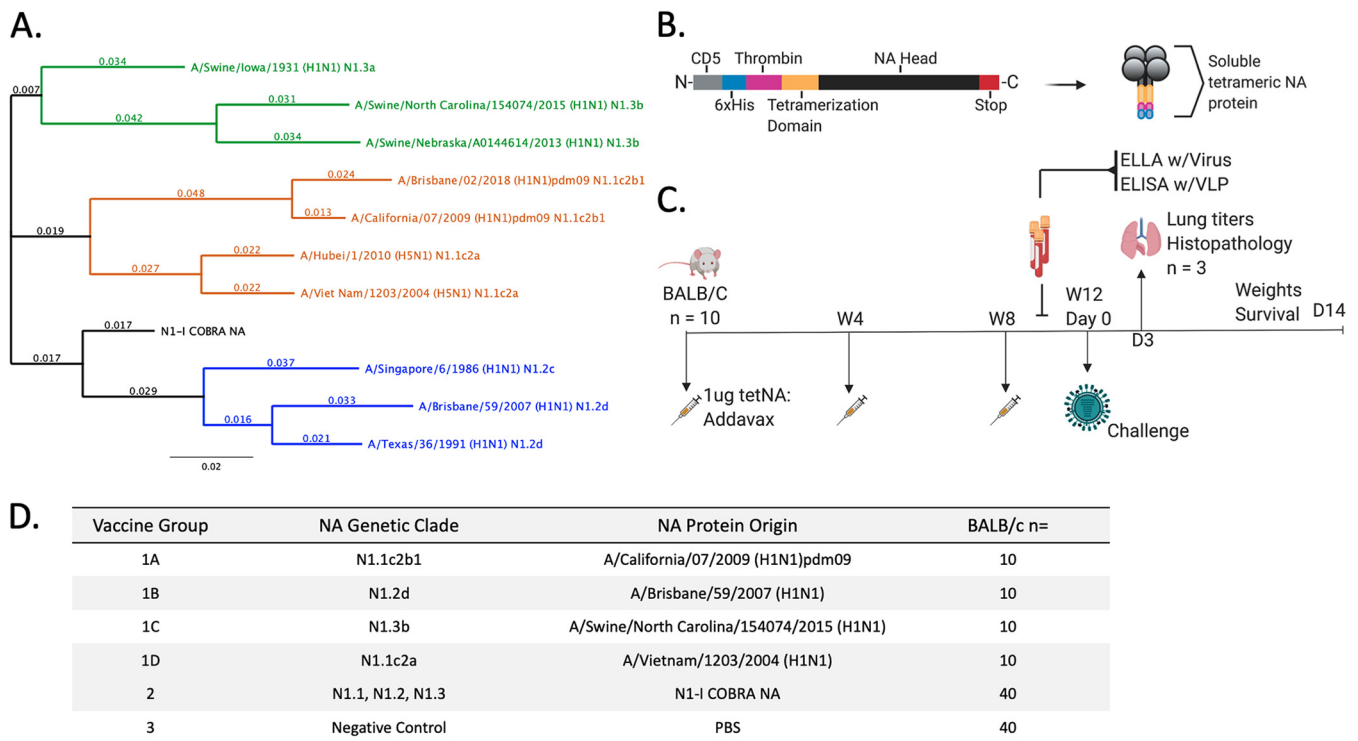 A.
0.034
A/Swine/Iowa/1931 (H1N1) N1.3a
0.007
0.031
A/Swine/North Carolina/154074/2015 (H1N1) N1.3b
0.042
0.034
A/Swine/Nebraska/A0144614/2013 (H1N1) N1.3b
0.024
A/Brisbane/02/2018 (H1N1)pdm09 N1.1c2b1
0.048
0.013
A/California/07/2009 (H1N1)pdm09 N1.1c2b1
0.019
0.022
A/Hubei/1/2010 (H5N1) N1.1c2a
0.027
0.022
A/Viet Nam/1203/2004 (H5N1) N1.1c2a
0.017
N1-I COBRA NA
0.017
0.037
A/Singapore/6/1986 (H1N1) N1.2c
0.029
0.033
A/Brisbane/59/2007 (H1N1) N1.2d
0.016
0.021
A/Texas/36/1991 (H1N1) N1.2d
0.02
B.
CD5 Thrombin NA Head
N- -C
6xHis Tetramerization Domain Stop
Soluble
tetrameric NA
protein
C.
ELLA w/Virus
ELISA w/VLP
BALB/C
n = 10
W4
W8
W12
Day 0
Lung titers
Histopathology
n = 3
D3
Weights
Survival
D14
1ug tetNA:
Addavax
Challenge
D.
Vaccine Group NA Genetic Clade NA Protein Origin BALB/c n=
1A N1.1c2b1 A/California/07/2009 (H1N1)pdm09 10
1B N1.2d A/Brisbane/59/2007 (H1N1) 10
1C N1.3b A/Swine/North Carolina/154074/2015 (H1N1) 10
1D N1.1c2a A/Vietnam/1203/2004 (H1N1) 10
2 N1.1, N1.2, N1.3 N1-I COBRA NA 40
3 Negative Control PBS 40